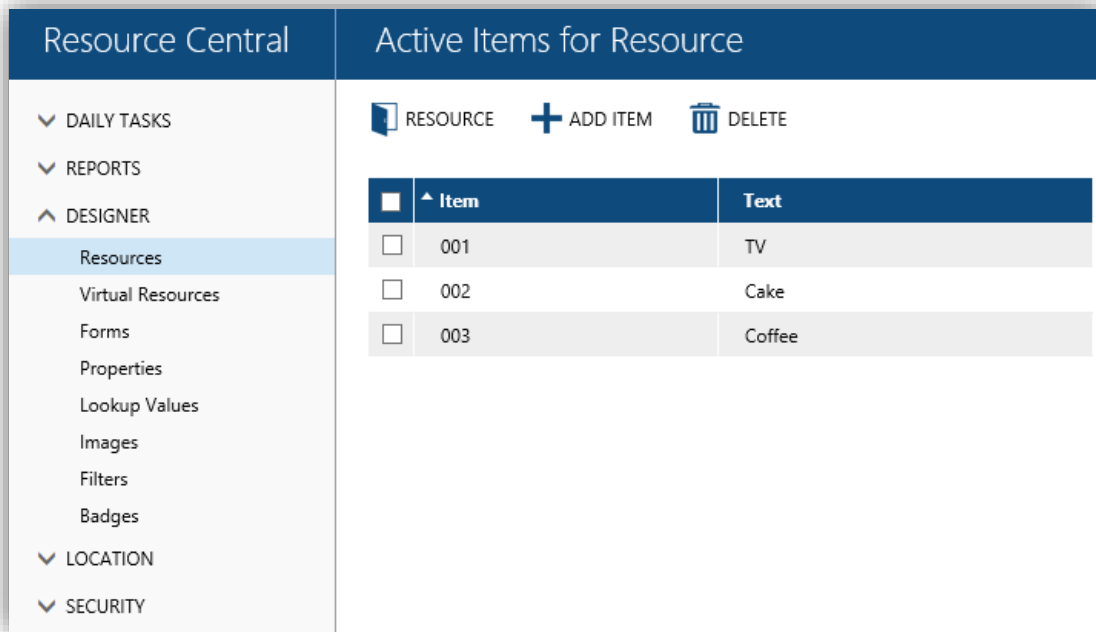 Resource Central
Active Items for Resource
DAILY TASKS
REPORTS
DESIGNER
Resources
Virtual Resources
Forms
Properties
Lookup Values
Images
Filters
Badges
LOCATION
SECURITY
RESOURCE ADD ITEM DELETE
Item Text
001 TV
002 Cake
003 Coffee